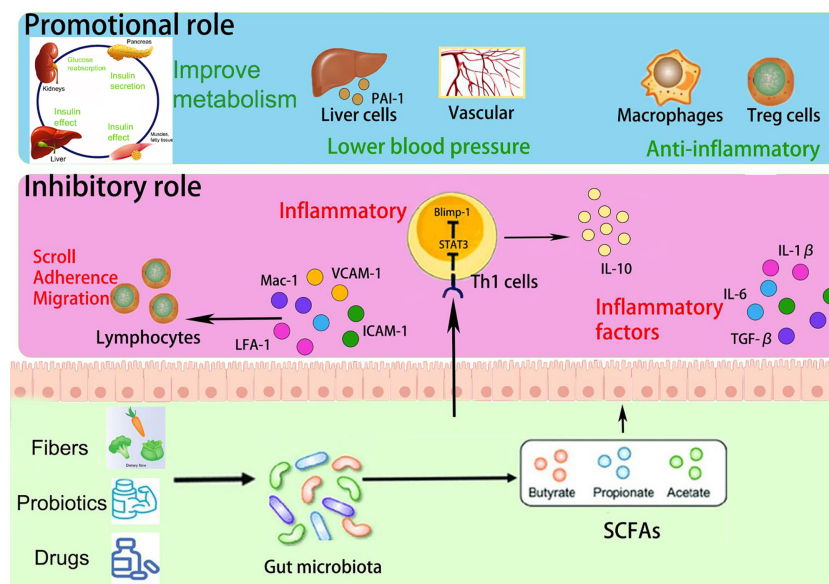 Promotional role
Pancreas
Glucose
reabsorption
Kidneys
Insulin
secretion
Insulin
effect
Insulin
effect
Liver
Muscles,
fatty tissue
Improve
metabolism
PAI-1
Liver cells
Vascular
Lower blood pressure
Macrophages
Treg cells
Anti-inflammatory
Inhibitory role
Inflammatory
Blimp-1
STAT3
Th1 cells
IL-10
Scroll
Adherence
Migration
Lymphocytes
Mac-1
VCAM-1
ICAM-1
LFA-1
Inflammatory
factors
IL-1β
IL-6
TGF-β
Fibers
Dietary fibre
Probiotics
Drugs
Gut microbiota
Butyrate
Propionate
Acetate
SCFAs